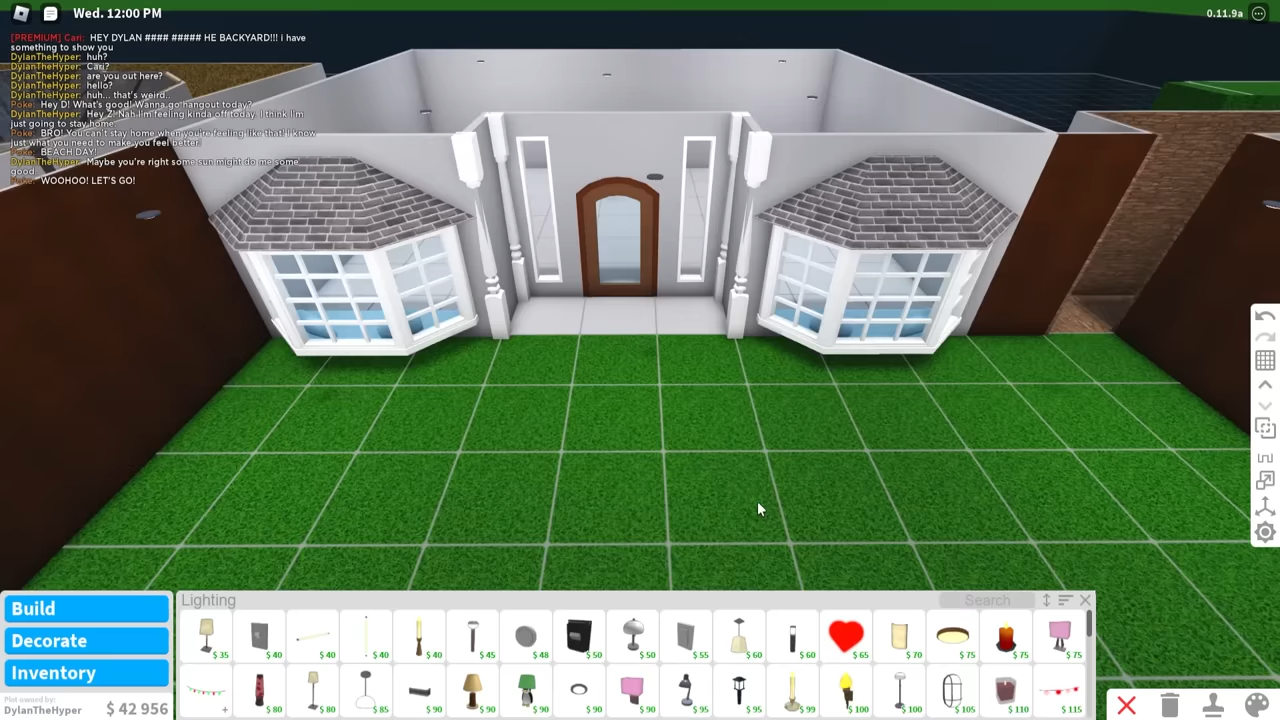 Wed. 12:00 PM
0.11.9a
[PREMIUM] Cari: HEY DYLAN #### ##### HE BACKYARD!!! i have
something to show you
DylanTheHyper: huh?
DylanTheHyper: Cari?
DylanTheHyper: are you out here?
DylanTheHyper: hello?
DylanTheHyper: huh... that's weird..
Poke: Hey D! What's good! Wanna go hangout today?
DylanTheHyper: Hey Z! Nah I'm feeling kinda off today. I think I'm
just going to stay home
Poke: BRO! You can't stay home when you're feeling like that! I know
just what you need to make you feel better!
Poke: BEACH DAY!
DylanTheHyper: Maybe you're right some sun might do me some
good
Poke: WOOHOO! LET'S GO!
Build
Decorate
Inventory
Plot owned by:
DylanTheHyper
$ 42 956
Lighting
Search
$ 35 $ 40 $ 40 $ 40 $ 40 $ 45 $ 48 $ 50 $ 50 $ 55 $ 60 $ 60 $ 65 $ 70 $ 75 $ 75 $ 75
+ $ 80 $ 80 $ 85 $ 90 $ 90 $ 90 $ 90 $ 90 $ 95 $ 95 $ 99 $ 100 $ 100 $ 105 $ 110 $ 115